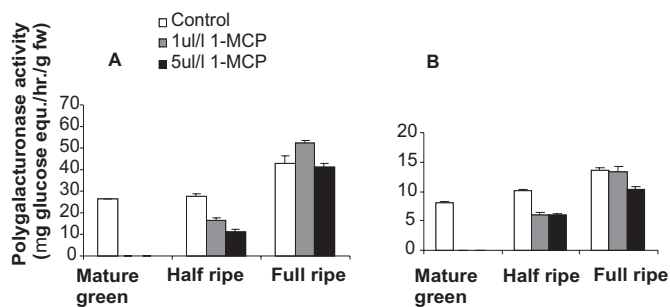 Control
1ul/l 1-MCP
5ul/l 1-MCP
A
B
Polygalacturonase activity
(mg glucose equ./hr./g fw)
70
60
50
40
30
20
10
0
Mature
green
Half ripe
Full ripe
20
15
10
5
0
Mature
green
Half ripe
Full ripe